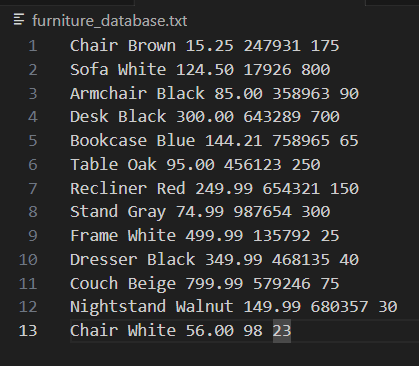 furniture_database.txt
1 Chair Brown 15.25 247931 175
2 Sofa White 124.50 17926 800
3 Armchair Black 85.00 358963 90
4 Desk Black 300.00 643289 700
5 Bookcase Blue 144.21 758965 65
6 Table Oak 95.00 456123 250
7 Recliner Red 249.99 654321 150
8 Stand Gray 74.99 987654 300
9 Frame White 499.99 135792 25
10 Dresser Black 349.99 468135 40
11 Couch Beige 799.99 579246 75
12 Nightstand Walnut 149.99 680357 30
13 Chair White 56.00 98 23